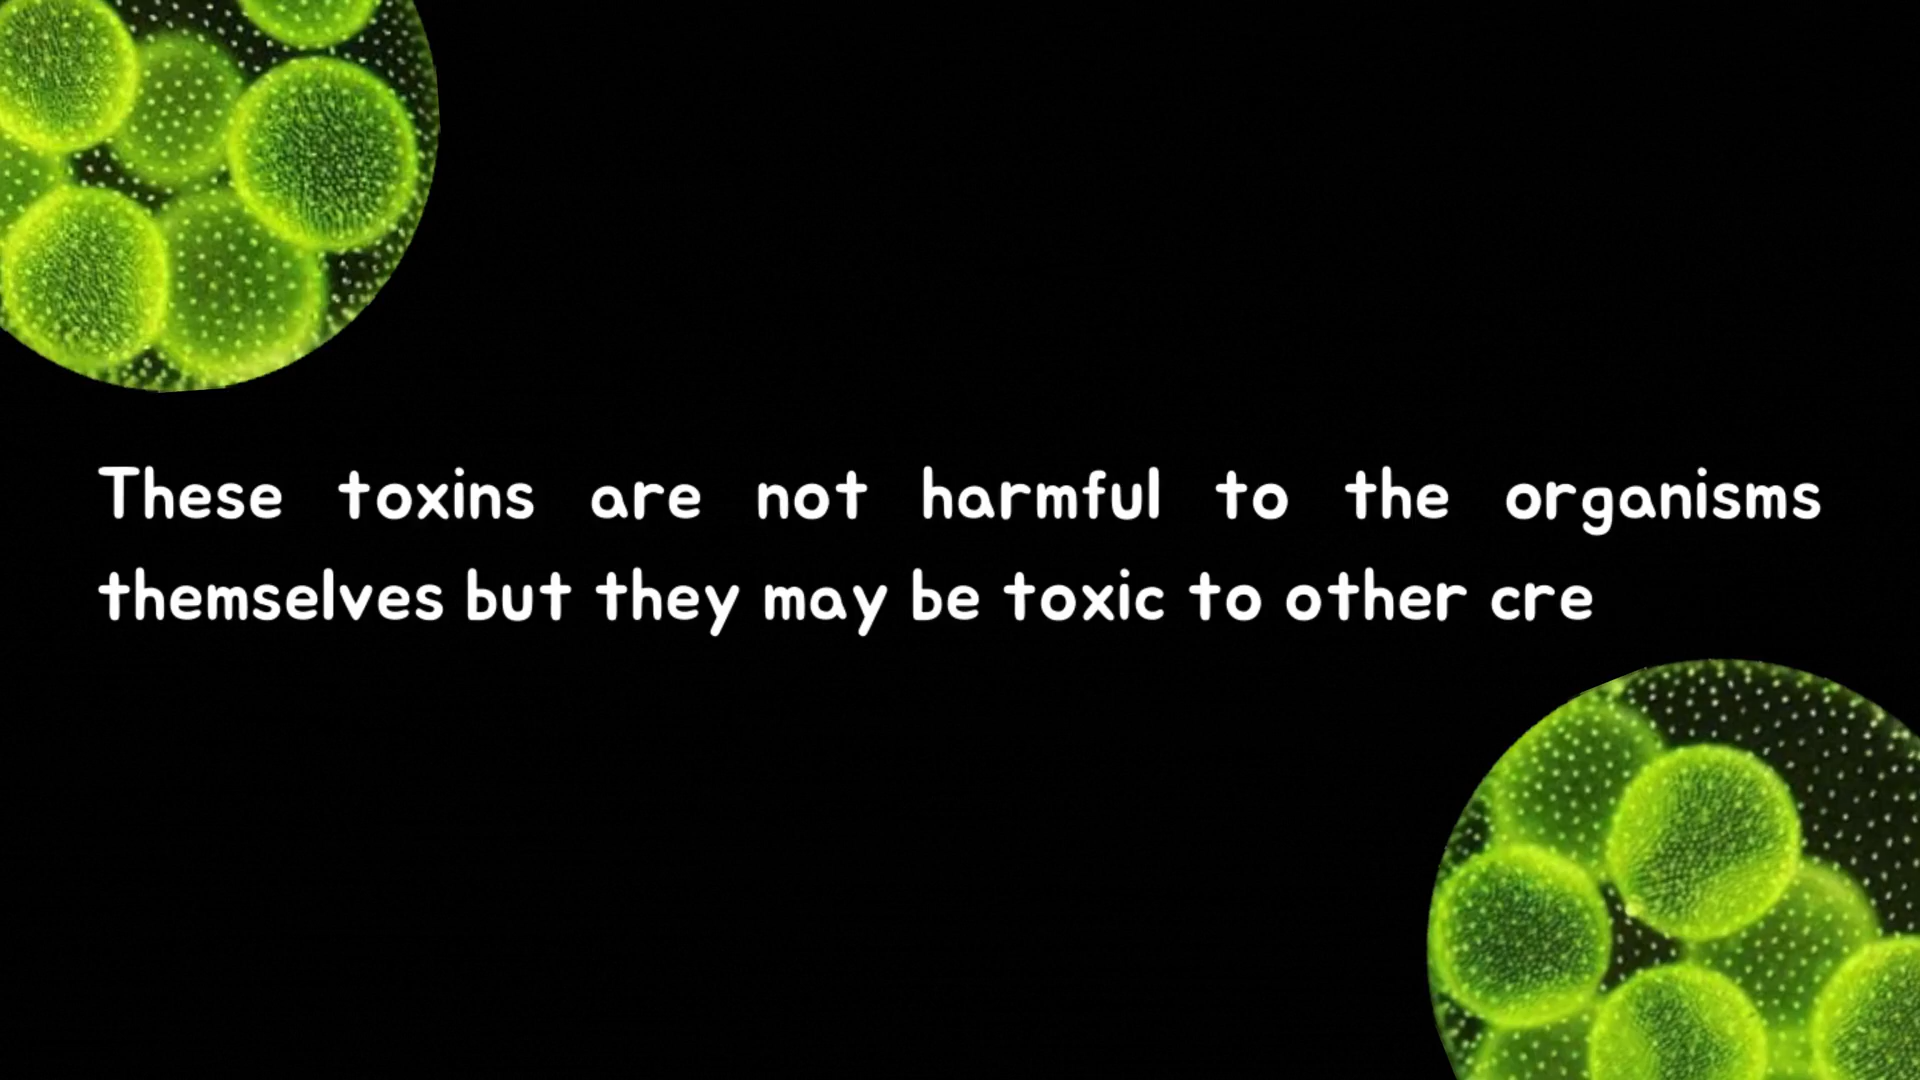 These toxins are not harmful to the organisms
themselves but they may be toxic to other cre